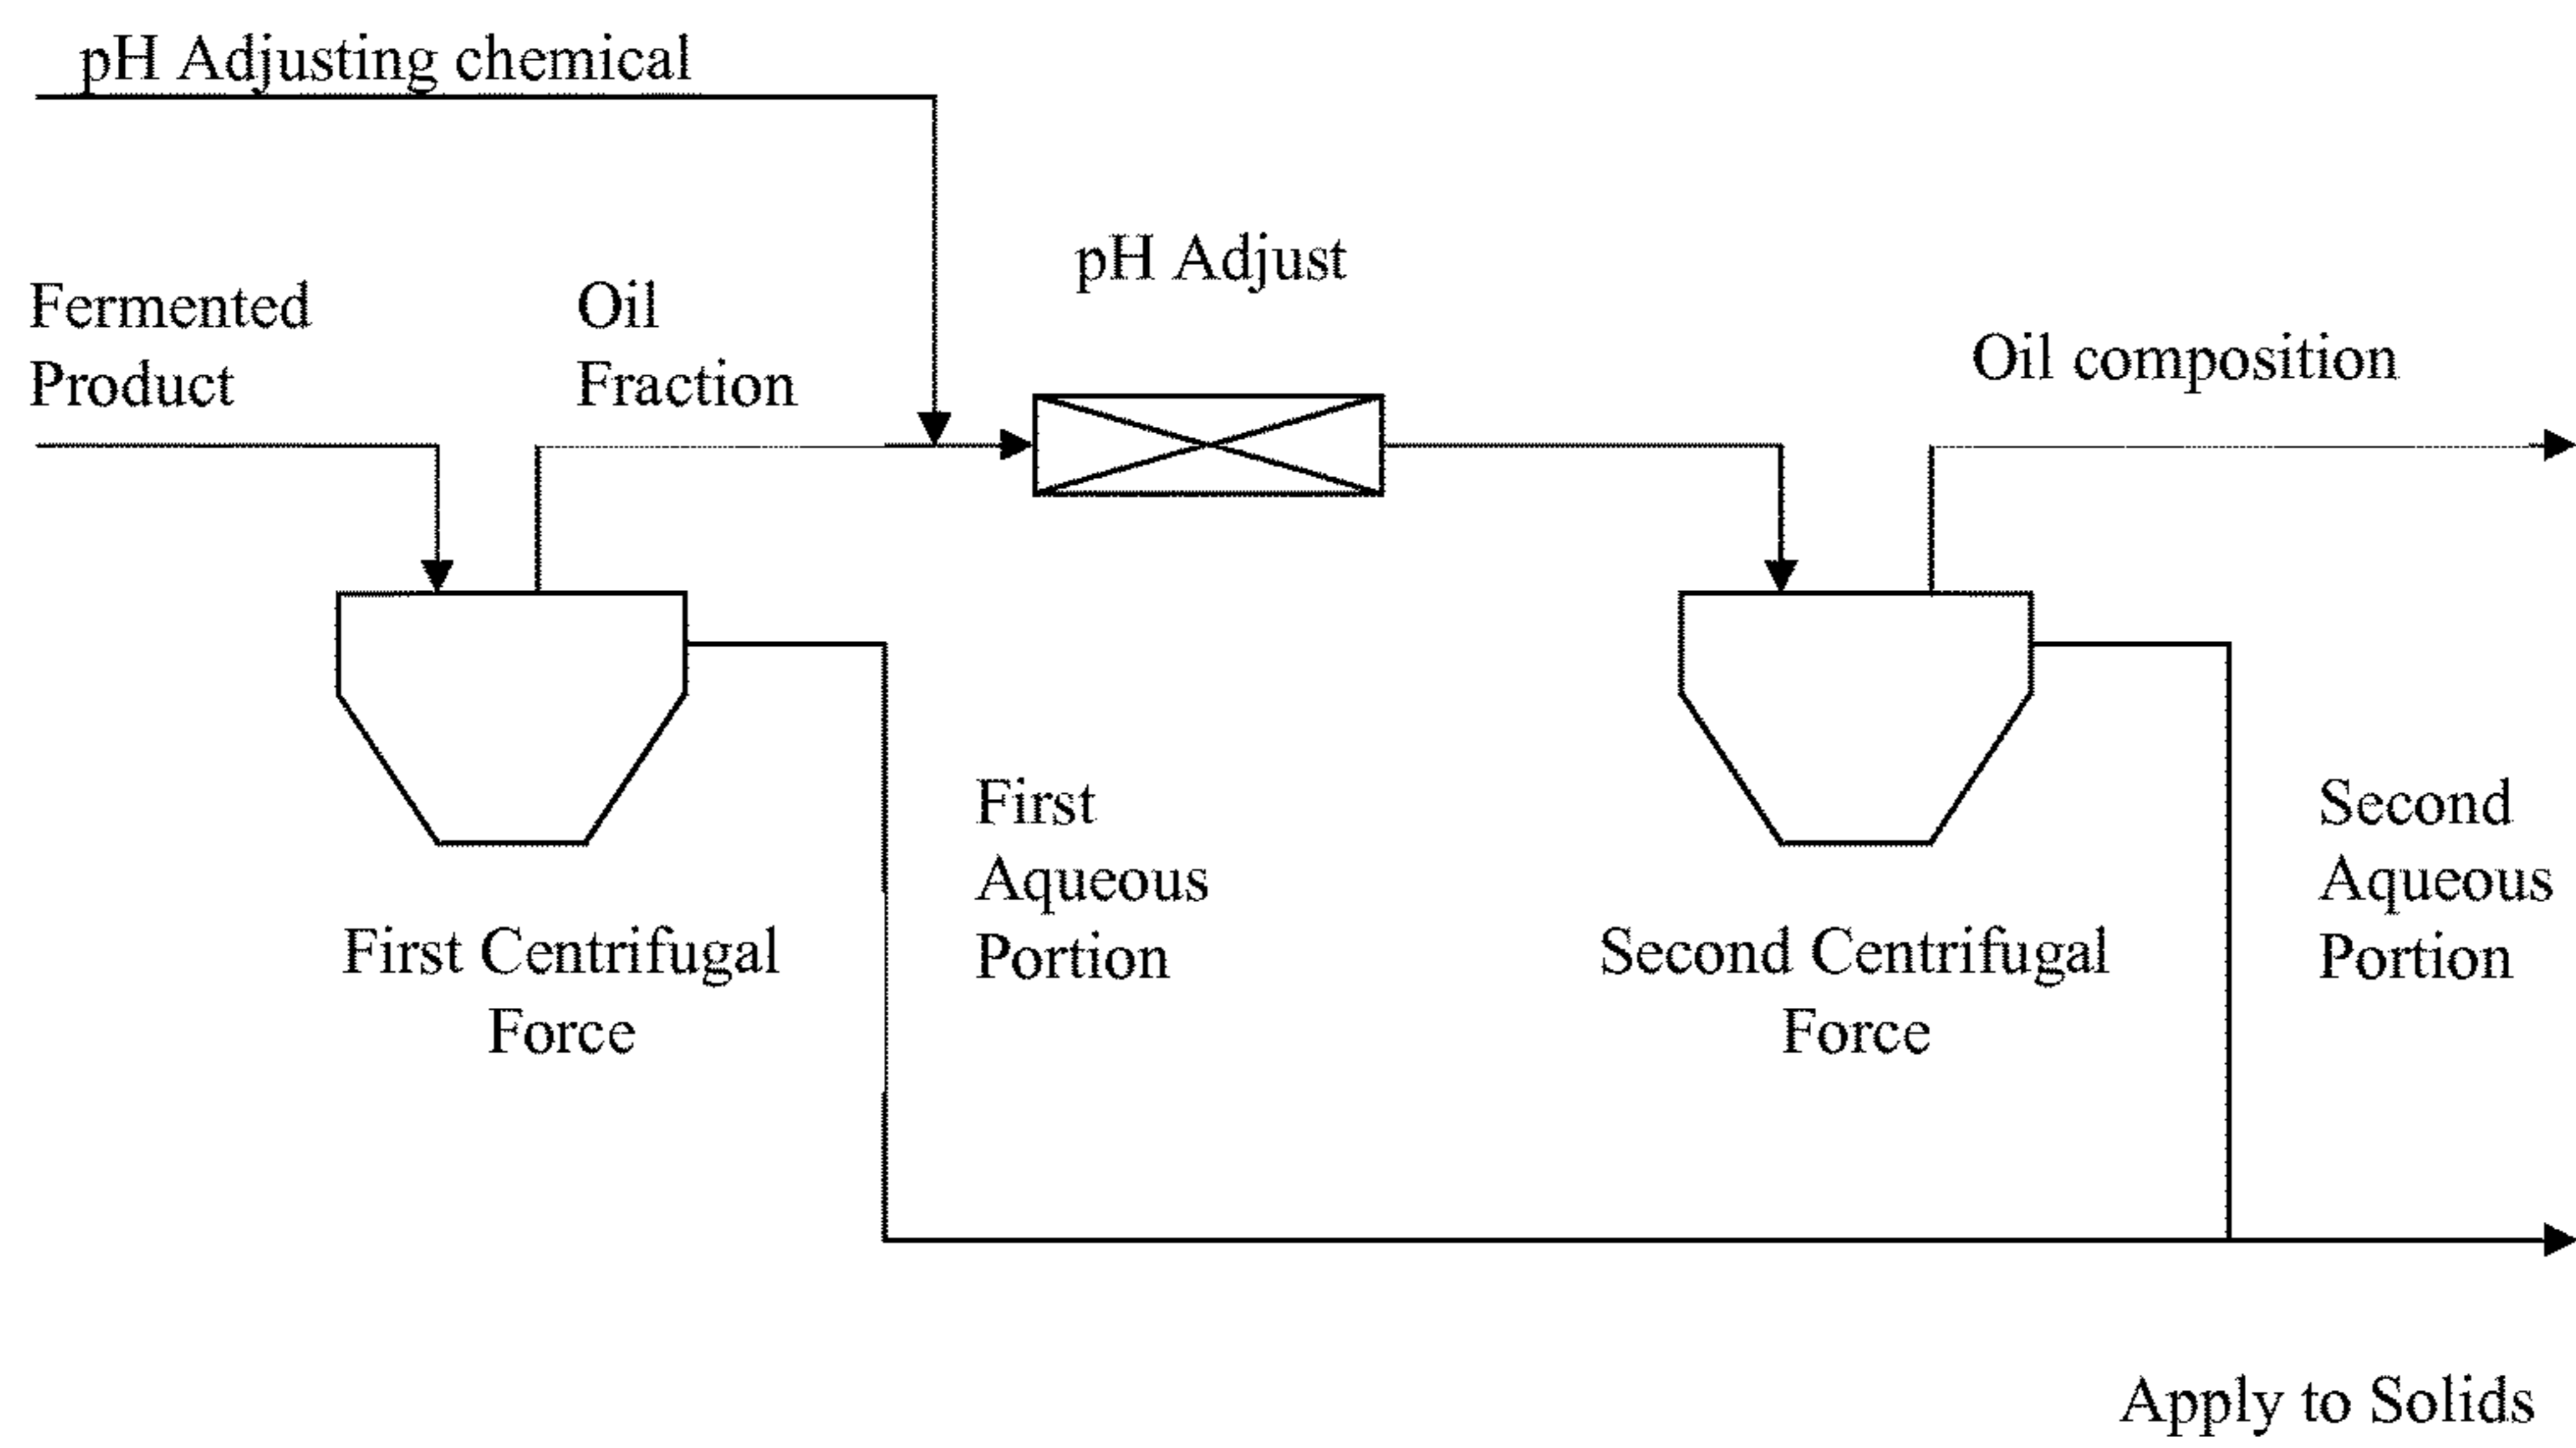 pH Adjusting chemical
pH Adjust
Fermented
Product
Oil
Fraction
Oil composition
First
Aqueous
Portion
Second
Aqueous
Portion
First Centrifugal
Force
Second Centrifugal
Force
Apply to Solids